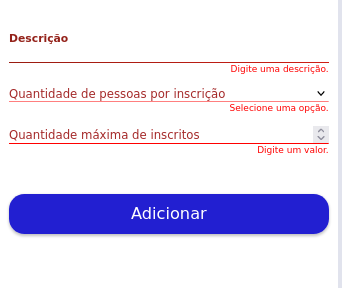 Descrição
Digite uma descrição.
Quantidade de pessoas por inscrição
Selecione uma opção.
Quantidade máxima de inscritos
Digite um valor.
Adicionar